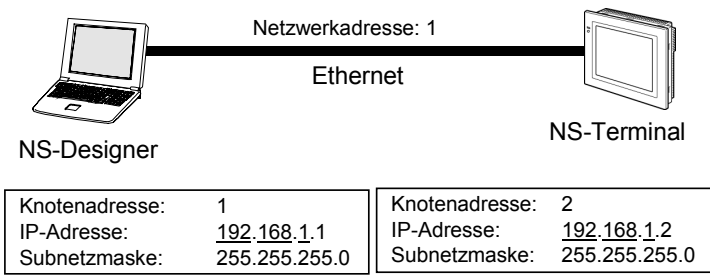 Netzwerkadresse: 1
Ethernet
NS-Designer
NS-Terminal
Knotenadresse: 1
IP-Adresse: 192.168.1.1
Subnetzmaske: 255.255.255.0
Knotenadresse: 2
IP-Adresse: 192.168.1.2
Subnetzmaske: 255.255.255.0